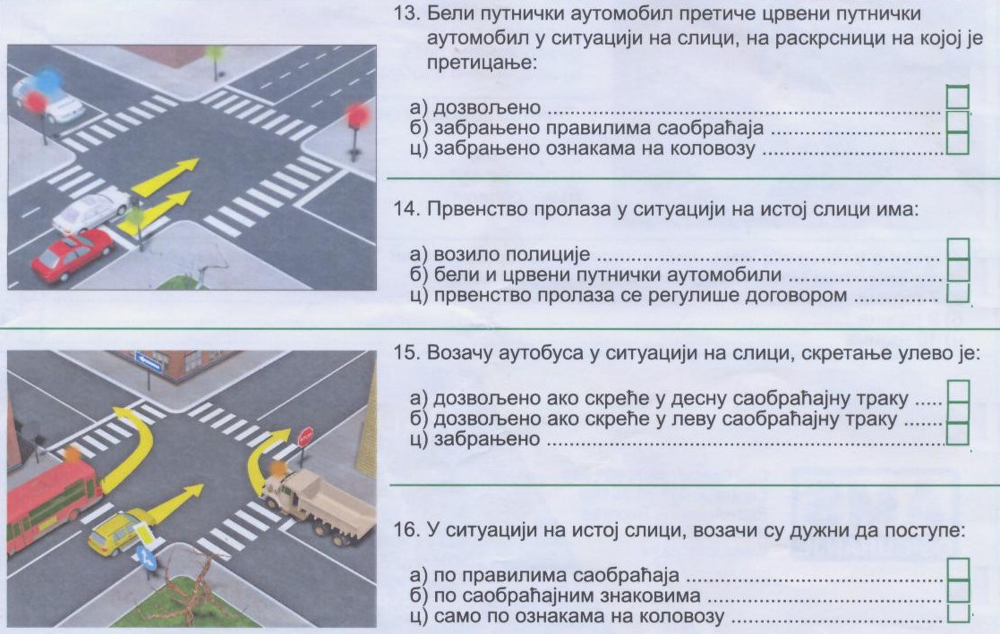 13. Бели путнички аутомобил претиче црвени путнички
аутомобил у ситуацији на слици, на раскрсници на којој је
претицање:
а) дозвољено
б) забрањено правилима саобраћаја
ц) забрањено ознакама на коловозу
14. Првенство пролаза у ситуацији на истој слици има:
а) возило полиције
б) бели и црвени путнички аутомобили
ц) првенство пролаза се регулише договором
15. Возачу аутобуса у ситуацији на слици, скретање улево је:
а) дозвољено ако скреће у десну саобраћајну траку
б) дозвољено ако скреће у леву саобраћајну траку
ц) забрањено
16. У ситуацији на истој слици, возачи су дужни да поступе:
а) по правилима саобраћаја
б) по саобраћајним знаковима
ц) само по ознакама на коловозу